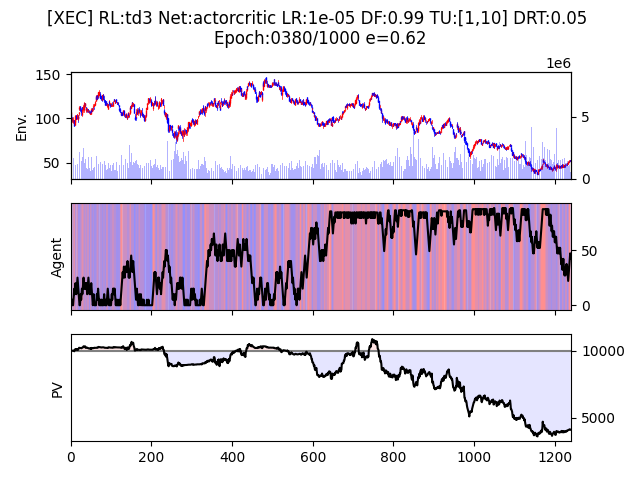 [XEC] RL:td3 Net:actorcritic LR:1e-05 DF:0.99 TU:[1,10] DRT:0.05
Epoch:0380/1000 e=0.62
1e6
150
100
50
Env.
5
0
Agent
50
0
PV
10000
5000
0
200
400
600
800
1000
1200